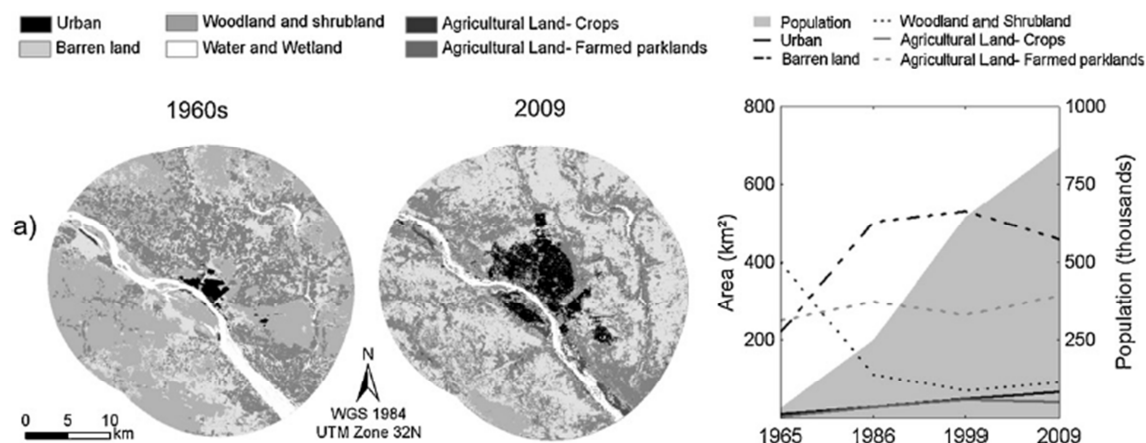 Urban
Woodland and shrubland
Agricultural Land- Crops
Barren land
Water and Wetland
Agricultural Land- Farmed parklands
Population
Woodland and Shrubland
Urban
Agricultural Land- Crops
Barren land
Agricultural Land- Farmed parklands
1960s
2009
a)
0 5 10
km
N
WGS 1984
UTM Zone 32N
Area (km²)
800
600
400
200
1965 1986 1999 2009
1000
750
500
250
Population (thousands)